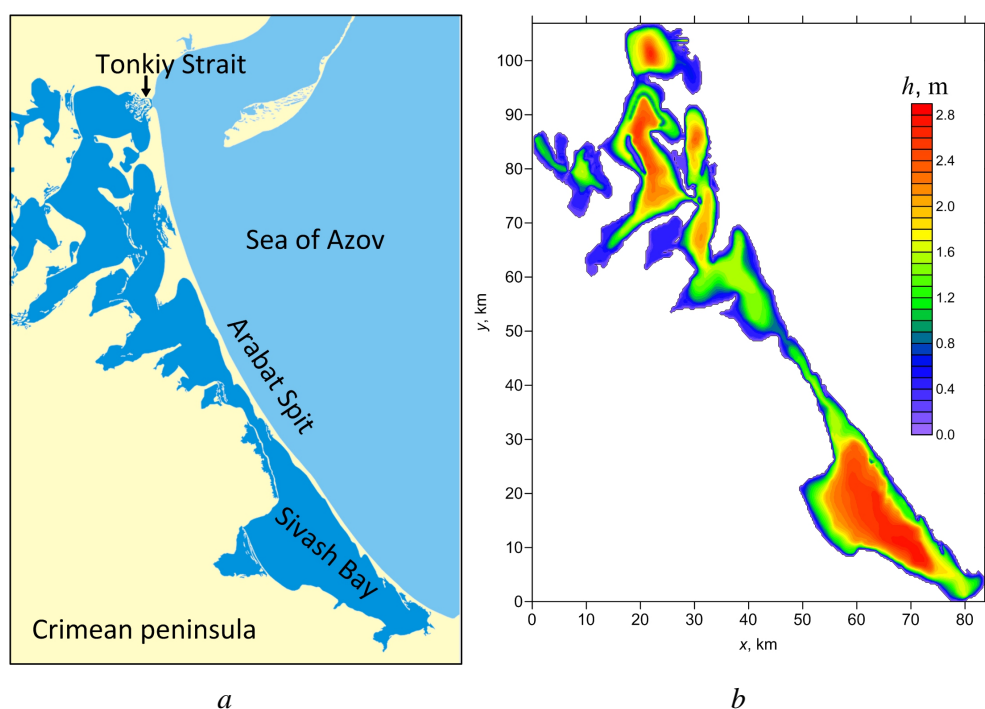 Tonkiy Strait
Sea of Azov
Arabat Spit
Sivash Bay
Crimean peninsula
a
h, m
2.8
2.4
2.0
1.6
1.2
0.8
0.4
0.0
y, km
100
90
80
70
60
50
40
30
20
10
0
0 10 20 30 40 50 60 70 80
x, km
b